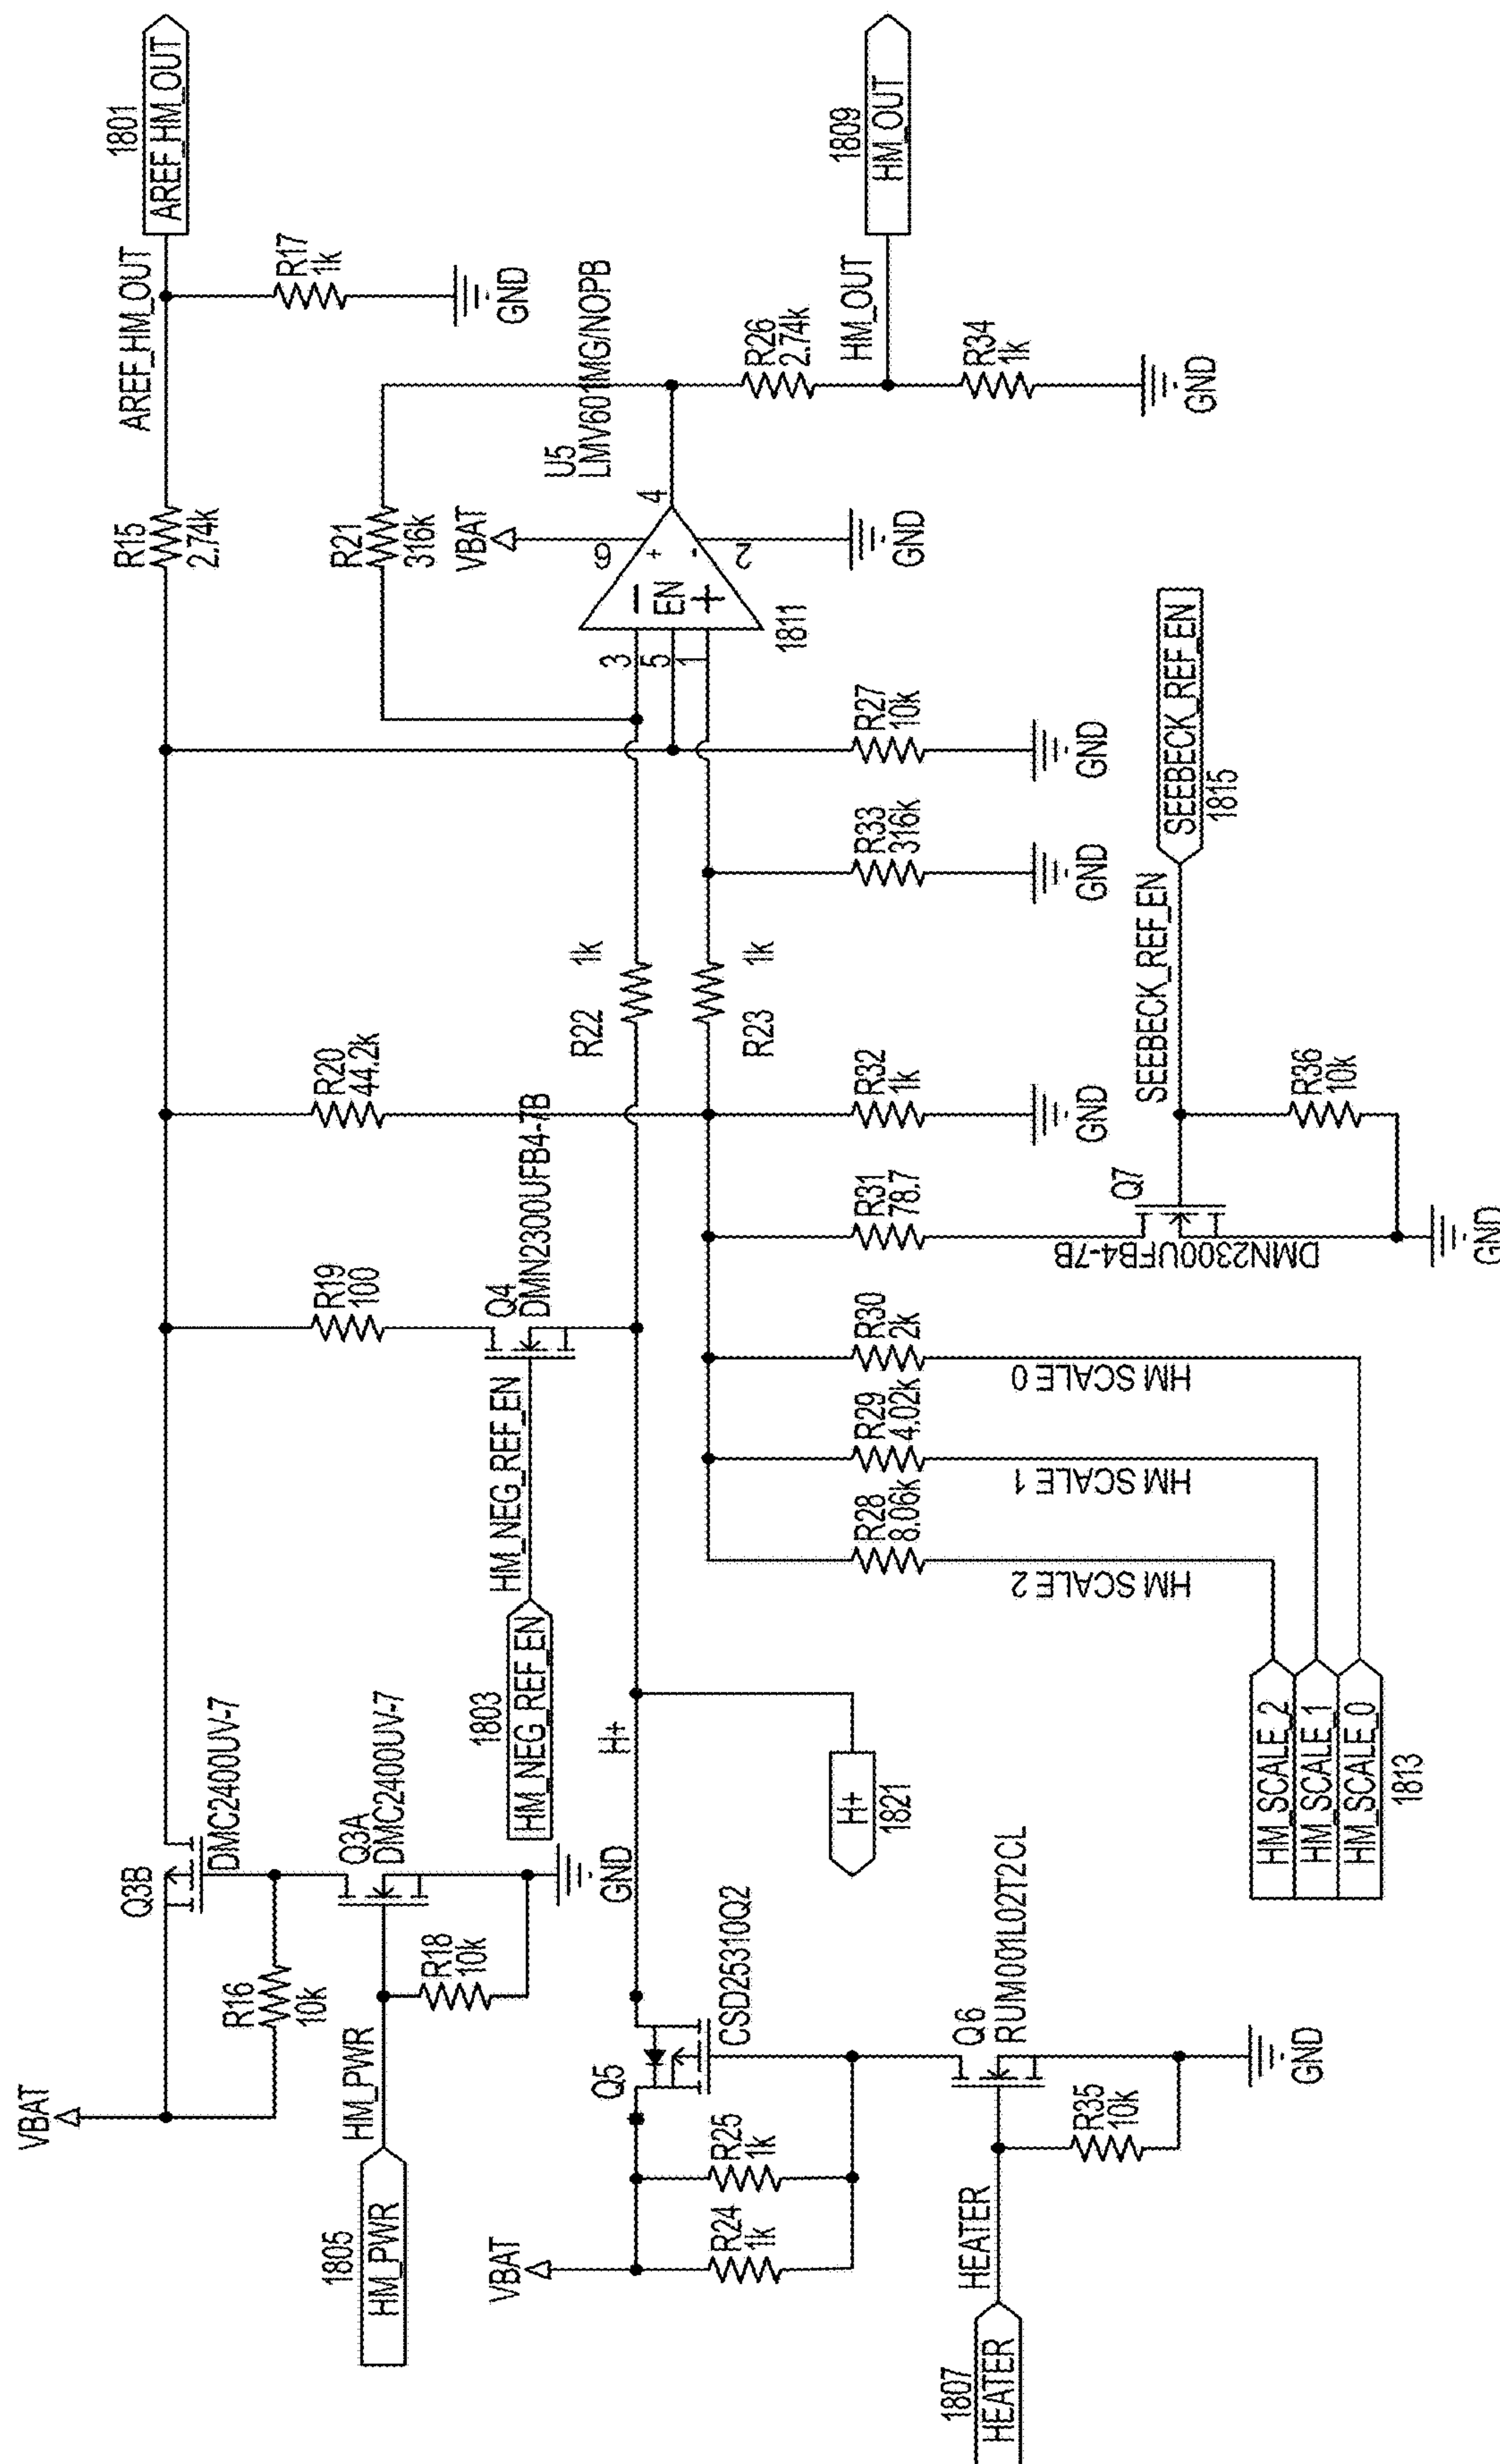 VBAT
1805
HM_PWR
HM_PWR
R16
10k
Q3B
DMC2400UV-7
Q3A
DMC2400UV-7
R18
10k
GND
1803
HM_NEG_REF_EN
HM_NEG_REF_EN
R19
100
Q4
DMN2300UFB4-7B
R20
44.2k
R15
2.74k
AREF_HM_OUT
1801
AREF_HM_OUT
R17
1k
GND
R21
316k
VBAT
U5
LMV601MG/NOPB
6
4
3
5
1
2
EN
+
-
−
+
1811
GND
R26
2.74k
HM_OUT
1809
HM_OUT
R34
1k
GND
VBAT
R24
1k
R25
1k
Q5
CSD25310Q2
H+
H+
1821
R22
1k
R23
1k
1807
HEATER
HEATER
Q6
RUM001L02T2CL
R35
10k
GND
R28
8.06k
R29
4.02k
R30
2k
R31
78.7
R32
1k
GND
R33
316k
GND
R27
10k
GND
HM SCALE 2
HM SCALE 1
HM SCALE 0
HM_SCALE_2
HM_SCALE_1
HM_SCALE_0
1813
Q7
DMN2300UFB4-7B
SEEBECK_REF_EN
SEEBECK_REF_EN
1815
R36
10k
GND